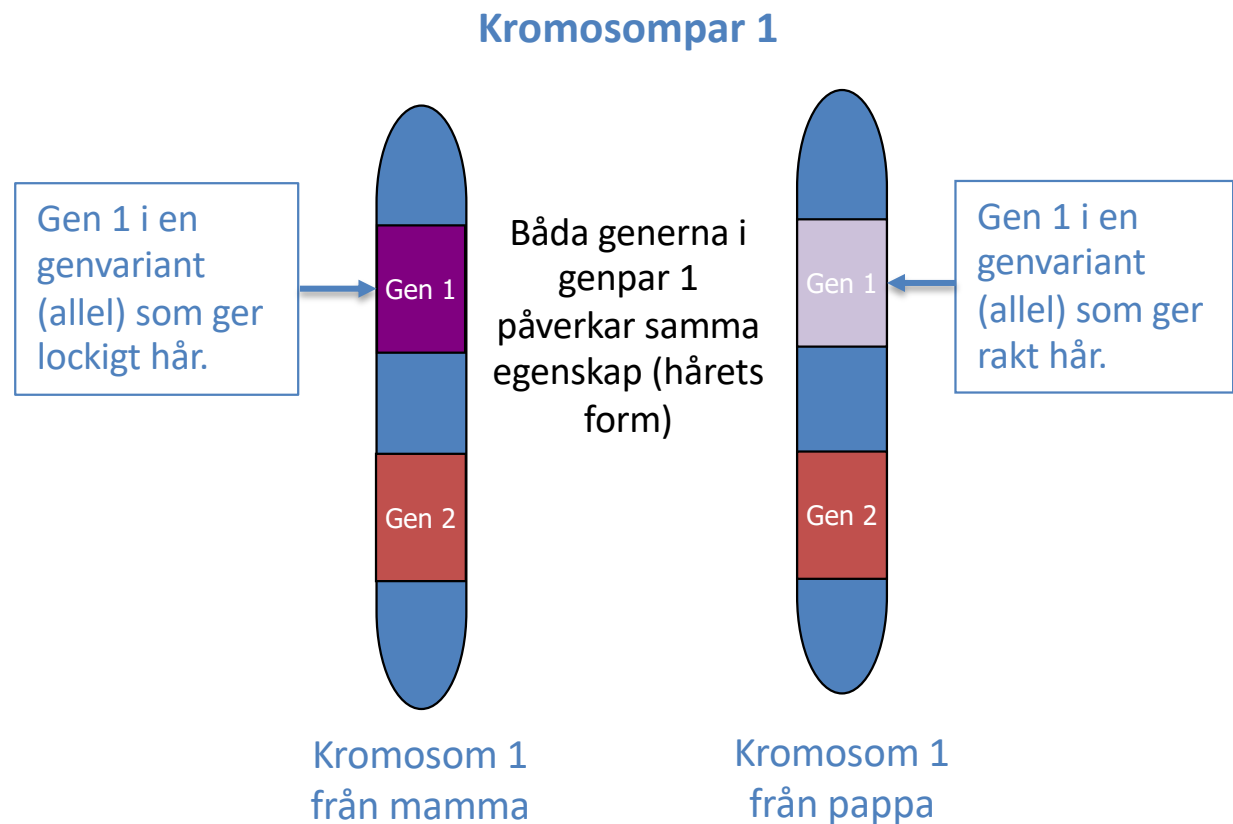 Kromosompar 1
Gen 1 i en
genvariant
(allel) som ger
lockigt hår.
Gen 1
Båda generna i
genpar 1
påverkar samma
egenskap (hårets
form)
Gen 1
Gen 1 i en
genvariant
(allel) som ger
rakt hår.
Gen 2
Gen 2
Kromosom 1
från mamma
Kromosom 1
från pappa